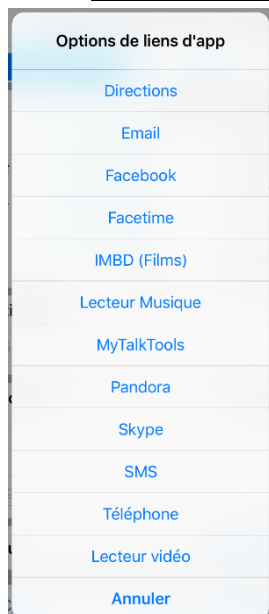 Options de liens d'app
Directions
Email
Facebook
Facetime
IMBD (Films)
Lecteur Musique
MyTalkTools
Pandora
Skype
SMS
Téléphone
Lecteur vidéo
Annuler